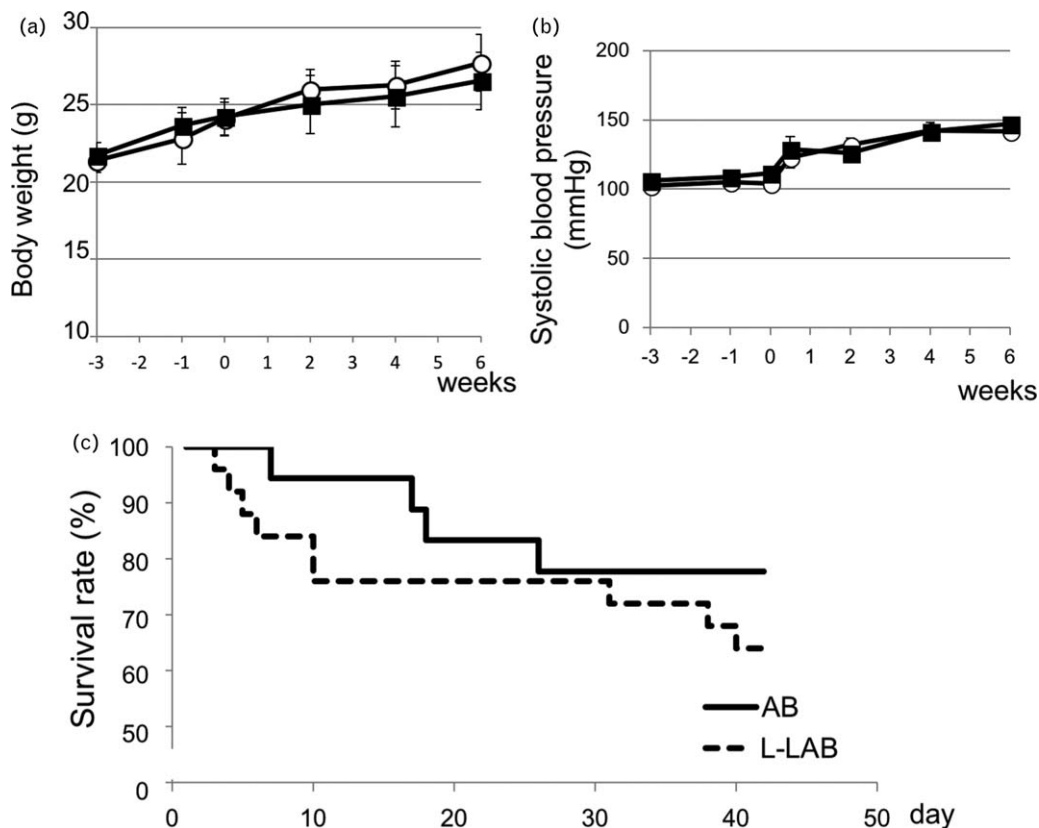 (a)
Body weight (g)
30
25
20
15
10
-3 -2 -1 0 1 2 3 4 5 6
weeks
(b)
Systolic blood pressure
(mmHg)
200
150
100
50
0
-3 -2 -1 0 1 2 3 4 5 6
weeks
(c)
Survival rate (%)
100
90
80
70
60
50
0
0 10 20 30 40 50 day
AB
L-LAB